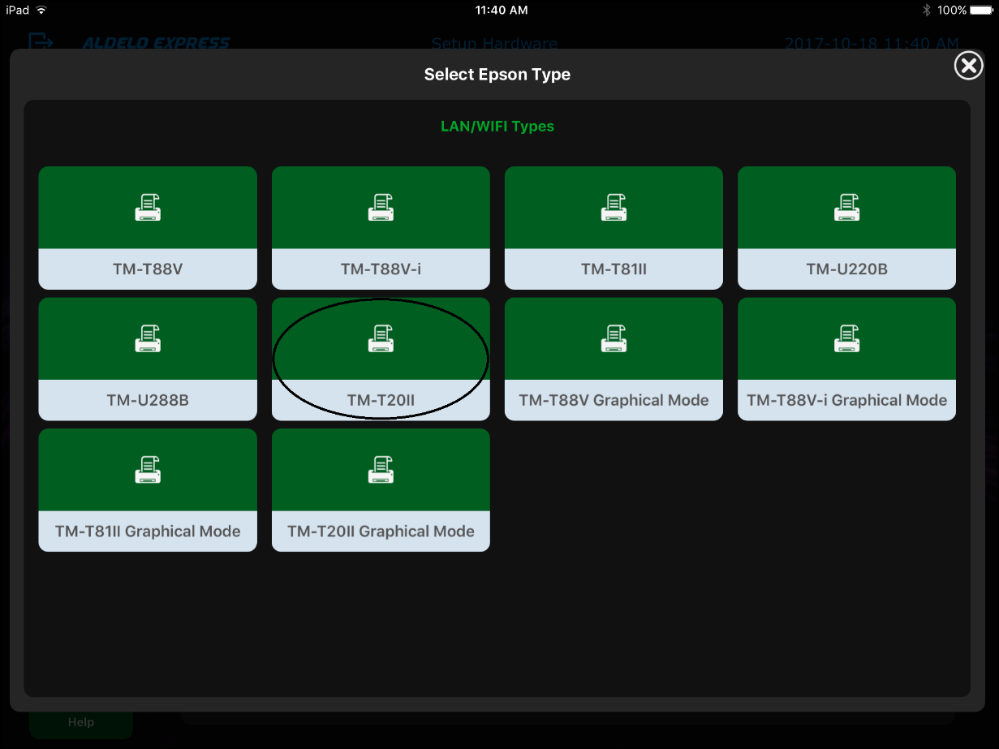 iPad 11:40 AM 100%
ALDELO EXPRESS Setup Hardware 2017-10-18 11:40 AM
Select Epson Type
LAN/WIFI Types
TM-T88V TM-T88V-i TM-T81II TM-U220B
TM-U288B TM-T20II TM-T88V Graphical Mode TM-T88V-i Graphical Mode
TM-T81II Graphical Mode TM-T20II Graphical Mode
Help